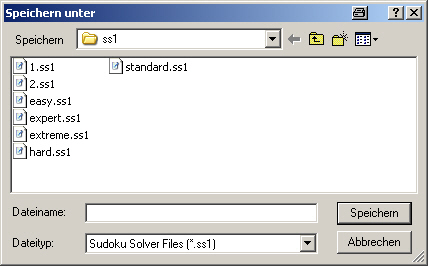 Speichern unter
Speichern ss1
1.ss1 standard.ss1
2.ss1
easy.ss1
expert.ss1
extreme.ss1
hard.ss1
Dateiname: Speichern
Dateityp: Sudoku Solver Files (*.ss1) Abbrechen